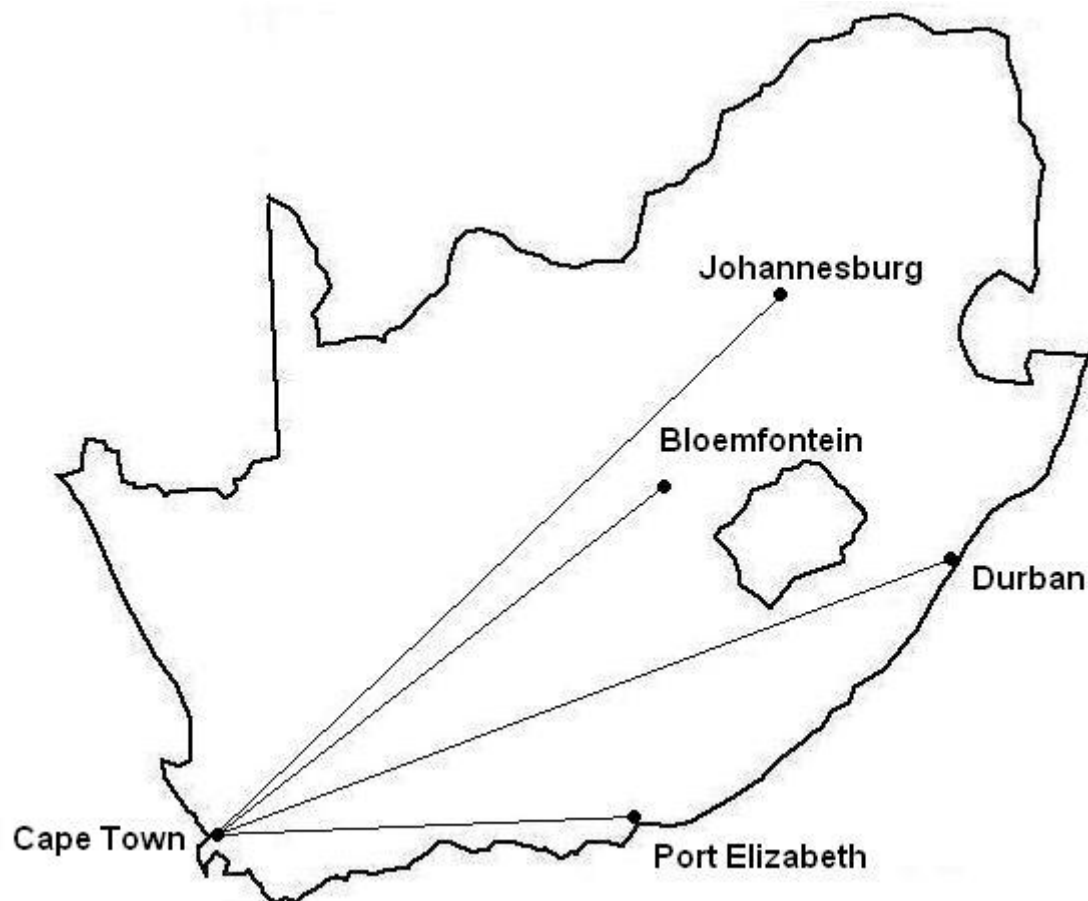 Johannesburg
Bloemfontein
Durban
Cape Town
Port Elizabeth